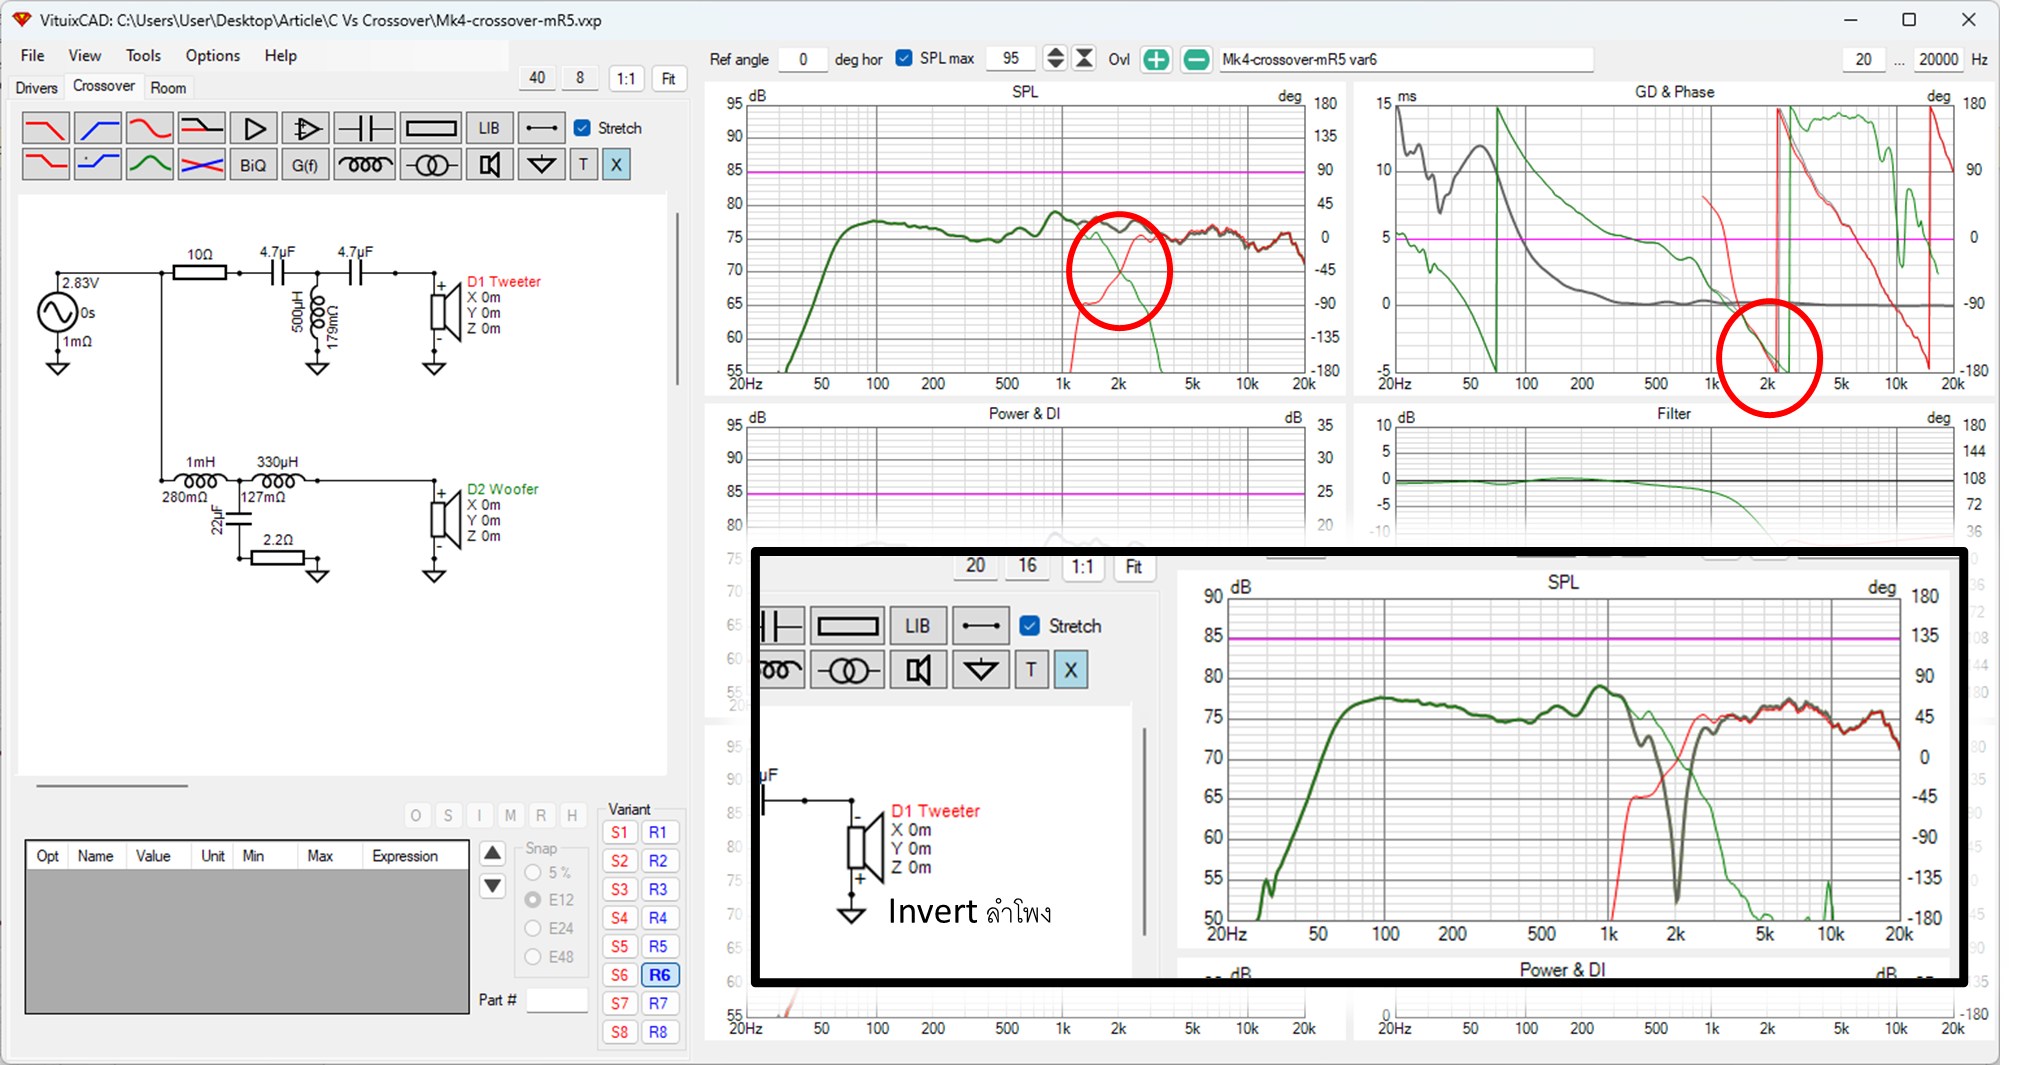 VituixCAD: C:\Users\User\Desktop\Article\C Vs Crossover\Mk4-crossover-mR5.vxp
File View Tools Options Help
Drivers Crossover Room
40 8 1:1 Fit
Ref angle 0 deg hor SPL max 95 Ovl Mk4-crossover-mR5 var6 20 ... 20000 Hz
LIB Stretch
BiQ G(f) T X
2.83V
0s
1mΩ
10Ω
4.7µF
4.7µF
500µH
179mΩ
+
-
D1 Tweeter
X 0m
Y 0m
Z 0m
1mH
280mΩ
330µH
127mΩ
22µF
2.2Ω
+
-
D2 Woofer
X 0m
Y 0m
Z 0m
O S I M R H
Opt Name Value Unit Min Max Expression
Snap
5 %
E12
E24
E48
Part #
Variant
S1 R1
S2 R2
S3 R3
S4 R4
S5 R5
S6 R6
S7 R7
S8 R8
dB SPL deg
95 90 85 80 75 70 65 60 55
180 135 90 45 0 -45 -90 -135 -180
20Hz 50 100 200 500 1k 2k 5k 10k 20k
ms GD & Phase deg
15 10 5 0 -5
180 90 0 -90 -180
20Hz 50 100 200 500 1k 2k 5k 10k 20k
dB Power & DI dB
95 90 85 80 75 70 65 60 55
35 30 25 20
dB Filter deg
10 5 0 -5 -10
180 144 108 72 36
20 16 1:1 Fit
LIB Stretch
T X
µF
-
+
D1 Tweeter
X 0m
Y 0m
Z 0m
Invert ลำโพง
dB SPL deg
90 85 80 75 70 65 60 55 50
180 135 90 45 0 -45 -90 -135 -180
20Hz 50 100 200 500 1k 2k 5k 10k 20k
dB Power & DI dB
95 90 85 80 75 70 65 60 55
20Hz 50 100 200 500 1k 2k 5k 10k 20k
0 -180
20Hz 50 100 200 500 1k 2k 5k 10k 20k